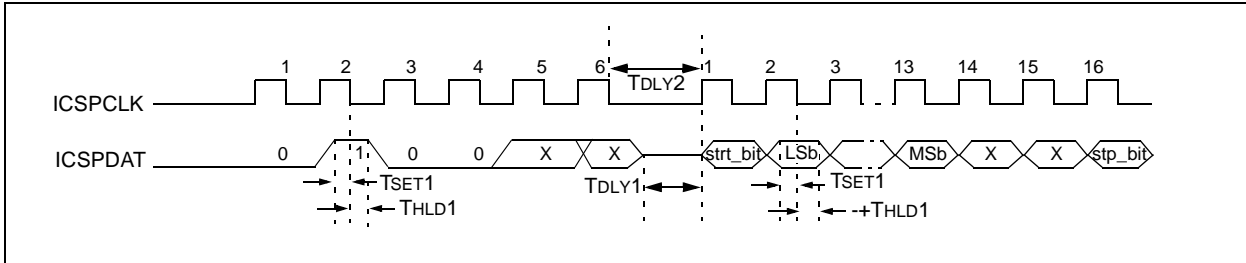 1 2 3 4 5 6 1 2 3 13 14 15 16
TDLY2
ICSPCLK
ICSPDAT 0 1 0 0 X X strt_bit LSb MSb X X stp_bit
TSET1 TDLY1 TSET1
THLD1 -+THLD1